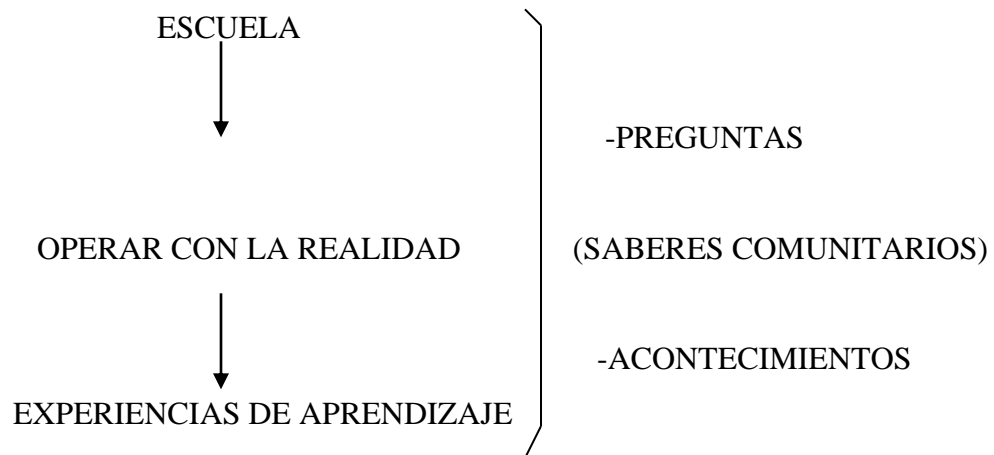 ESCUELA
-PREGUNTAS
OPERAR CON LA REALIDAD
(SABERES COMUNITARIOS)
-ACONTECIMIENTOS
EXPERIENCIAS DE APRENDIZAJE